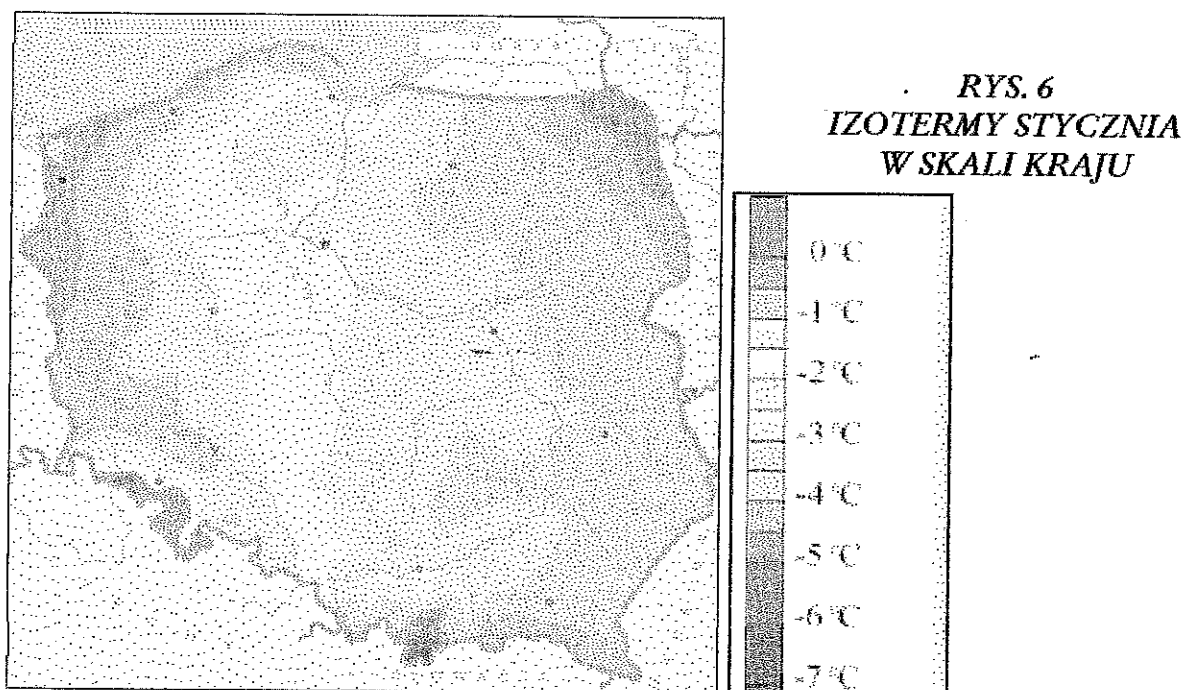 RYS. 6
IZOTERMY STYCZNIA
W SKALI KRAJU
0 °C
-1 °C
-2 °C
-3 °C
-4 °C
-5 °C
-6 °C
-7 °C